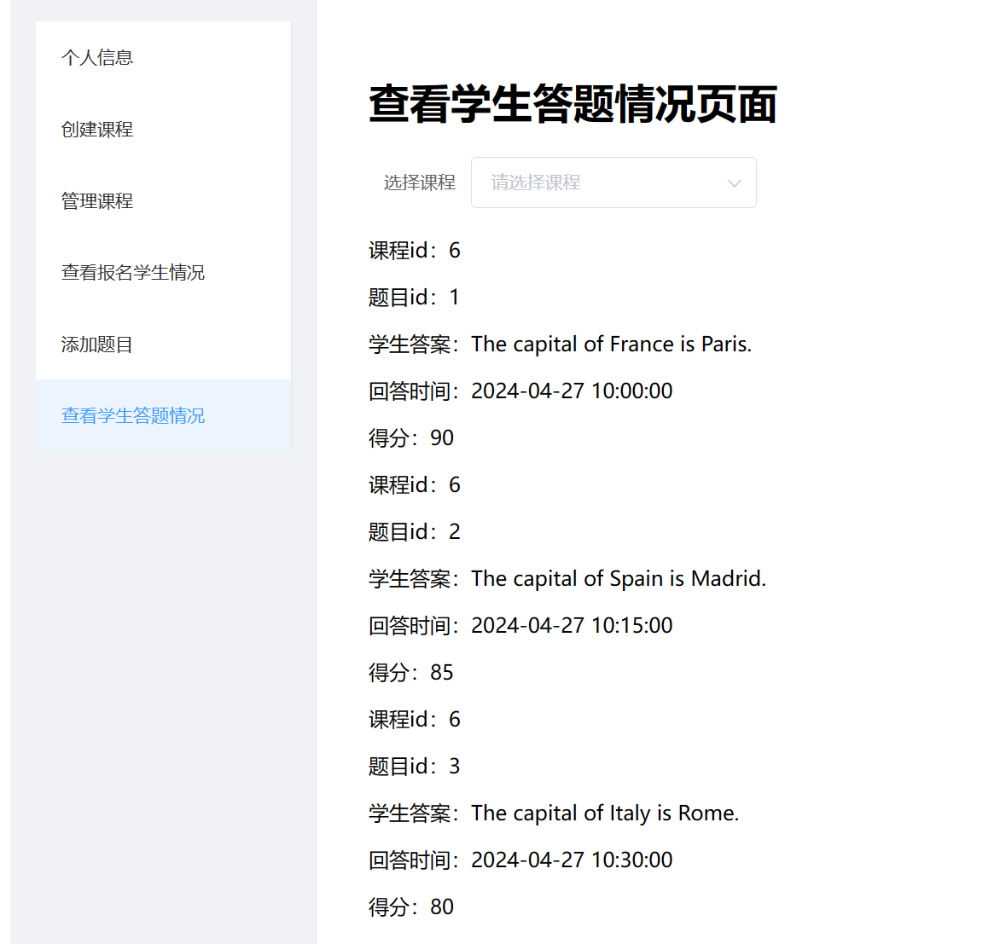 个人信息
创建课程
管理课程
查看报名学生情况
添加题目
查看学生答题情况
查看学生答题情况页面
选择课程 请选择课程
课程id：6
题目id：1
学生答案：The capital of France is Paris.
回答时间：2024-04-27 10:00:00
得分：90
课程id：6
题目id：2
学生答案：The capital of Spain is Madrid.
回答时间：2024-04-27 10:15:00
得分：85
课程id：6
题目id：3
学生答案：The capital of Italy is Rome.
回答时间：2024-04-27 10:30:00
得分：80